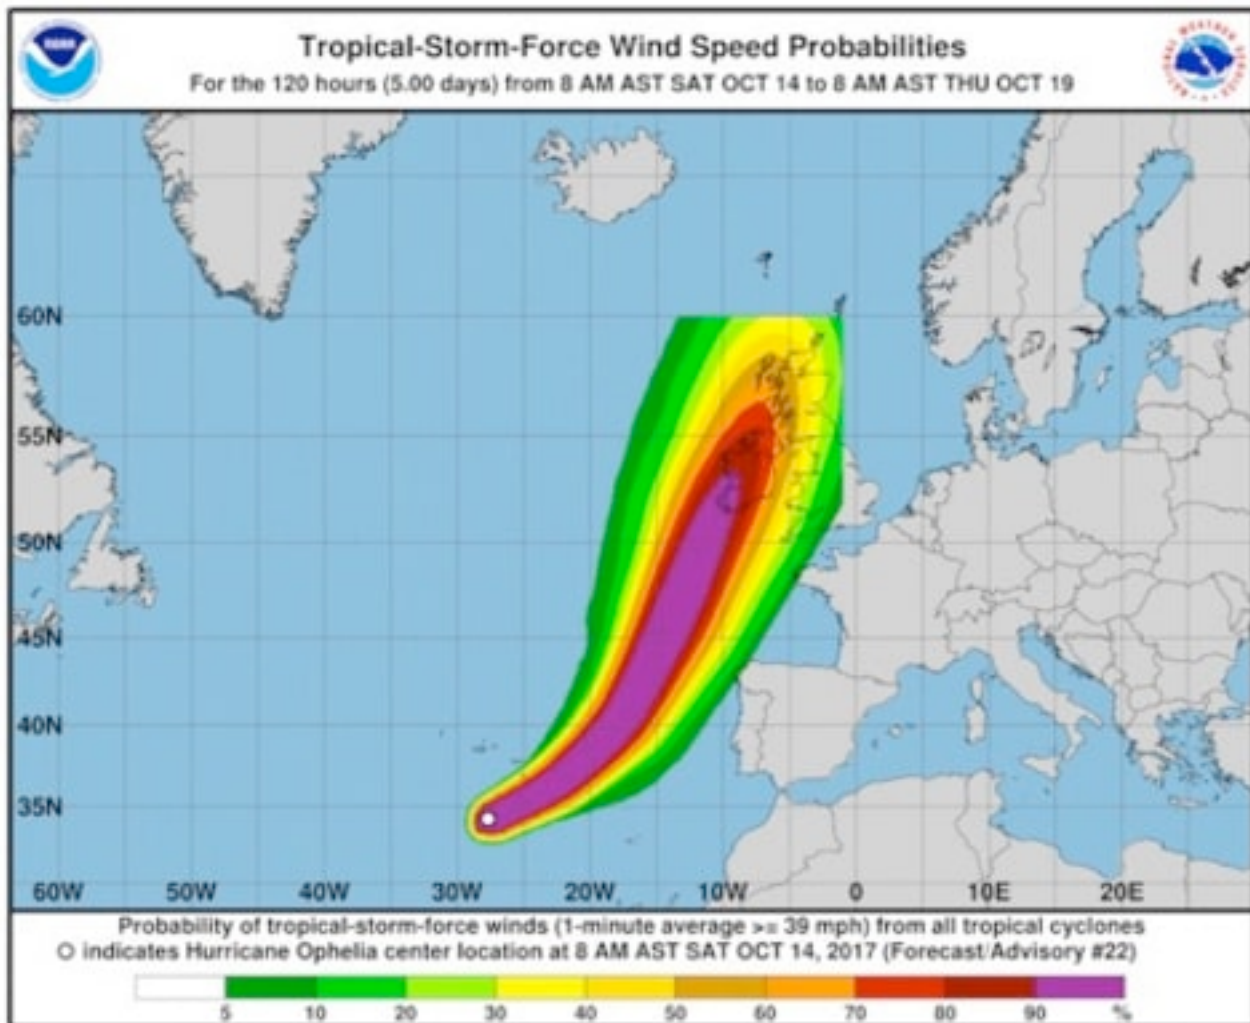 NOAA
Tropical-Storm-Force Wind Speed Probabilities
For the 120 hours (5.00 days) from 8 AM AST SAT OCT 14 to 8 AM AST THU OCT 19
60N
55N
50N
45N
40N
35N
60W 50W 40W 30W 20W 10W 0 10E 20E
Probability of tropical-storm-force winds (1-minute average >= 39 mph) from all tropical cyclones
O indicates Hurricane Ophelia center location at 8 AM AST SAT OCT 14, 2017 (Forecast/Advisory #22)
5 10 20 30 40 50 60 70 80 90 %